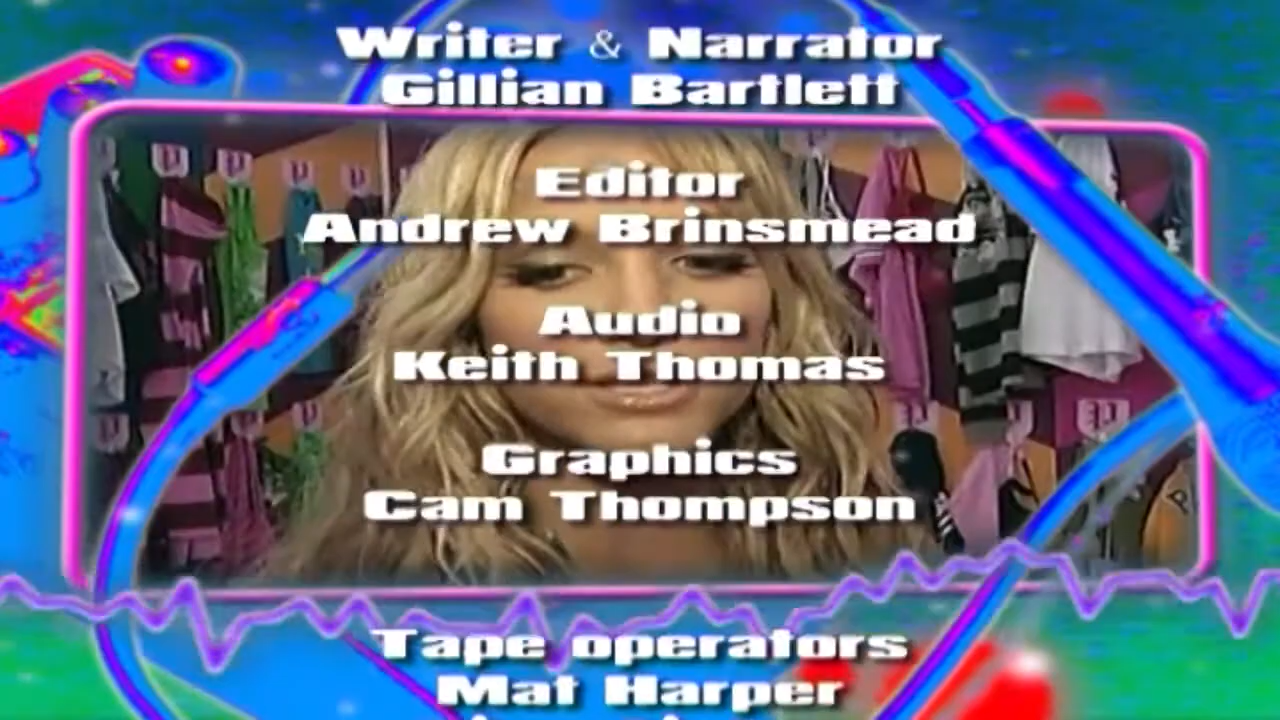 Writer & Narrator
Gillian Bartlett
Editor
Andrew Brinsmead
Audio
Keith Thomas
Graphics
Cam Thompson
Tape operators
Mat Harper